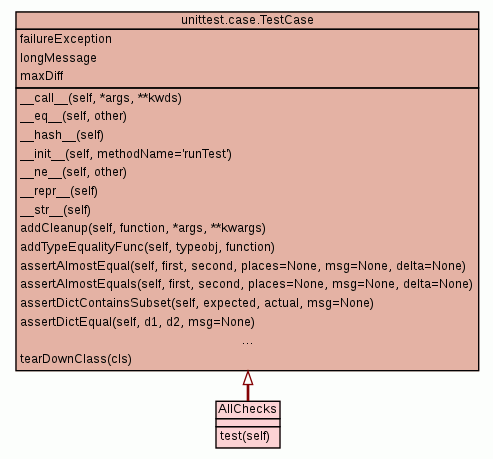 unittest.case.TestCase
failureException
longMessage
maxDiff
__call__(self, *args, **kwds)
__eq__(self, other)
__hash__(self)
__init__(self, methodName='runTest')
__ne__(self, other)
__repr__(self)
__str__(self)
addCleanup(self, function, *args, **kwargs)
addTypeEqualityFunc(self, typeobj, function)
assertAlmostEqual(self, first, second, places=None, msg=None, delta=None)
assertAlmostEquals(self, first, second, places=None, msg=None, delta=None)
assertDictContainsSubset(self, expected, actual, msg=None)
assertDictEqual(self, d1, d2, msg=None)
...
tearDownClass(cls)
AllChecks
test(self)